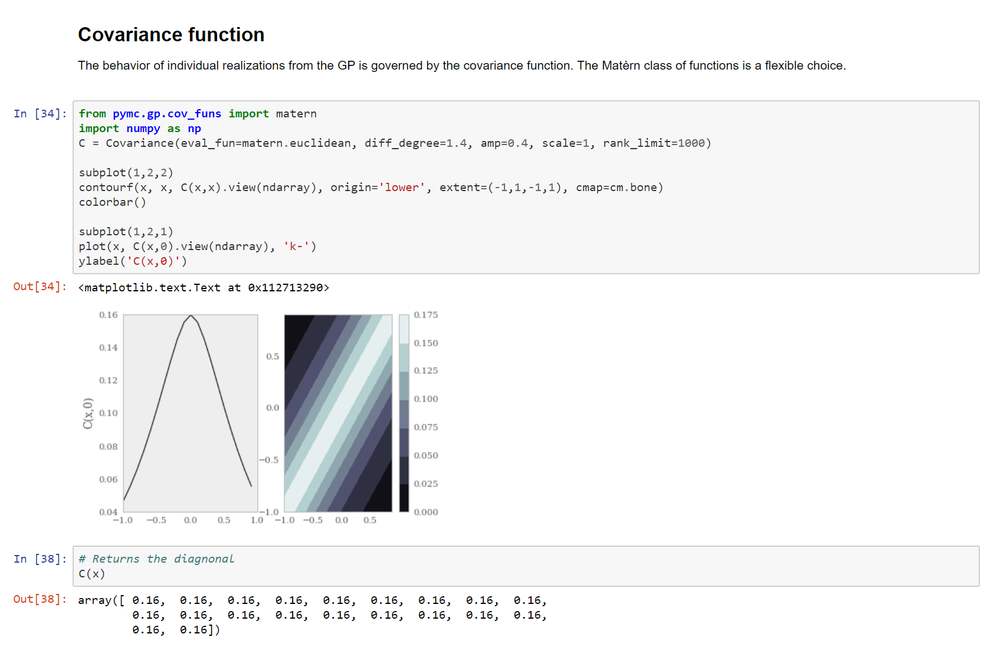 Covariance function
The behavior of individual realizations from the GP is governed by the covariance function. The Matèrn class of functions is a flexible choice.
In [34]:
from pymc.gp.cov_funs import matern
import numpy as np
C = Covariance(eval_fun=matern.euclidean, diff_degree=1.4, amp=0.4, scale=1, rank_limit=1000)
subplot(1,2,2)
contourf(x, x, C(x,x).view(ndarray), origin='lower', extent=(-1,1,-1,1), cmap=cm.bone)
colorbar()
subplot(1,2,1)
plot(x, C(x,0).view(ndarray), 'k-')
ylabel('C(x,0)')
Out[34]:
<matplotlib.text.Text at 0x112713290>
C(x,0)
0.16
0.14
0.12
0.10
0.08
0.06
0.04
−1.0 −0.5 0.0 0.5 1.0
0.5
0.0
−0.5
−1.0
−1.0 −0.5 0.0 0.5
0.175
0.150
0.125
0.100
0.075
0.050
0.025
0.000
In [38]:
# Returns the diagnonal
C(x)
Out[38]:
array([ 0.16, 0.16, 0.16, 0.16, 0.16, 0.16, 0.16, 0.16, 0.16,
0.16, 0.16, 0.16, 0.16, 0.16, 0.16, 0.16, 0.16, 0.16,
0.16, 0.16])